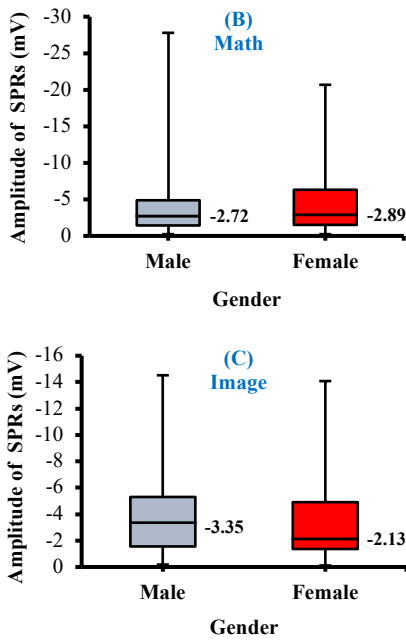 (B)
Math
Amplitude of SPRs (mV)
-30
-25
-20
-15
-10
-5
0
-2.72
-2.89
Male
Female
Gender
(C)
Image
Amplitude of SPRs (mV)
-16
-14
-12
-10
-8
-6
-4
-2
0
-3.35
-2.13
Male
Female
Gender